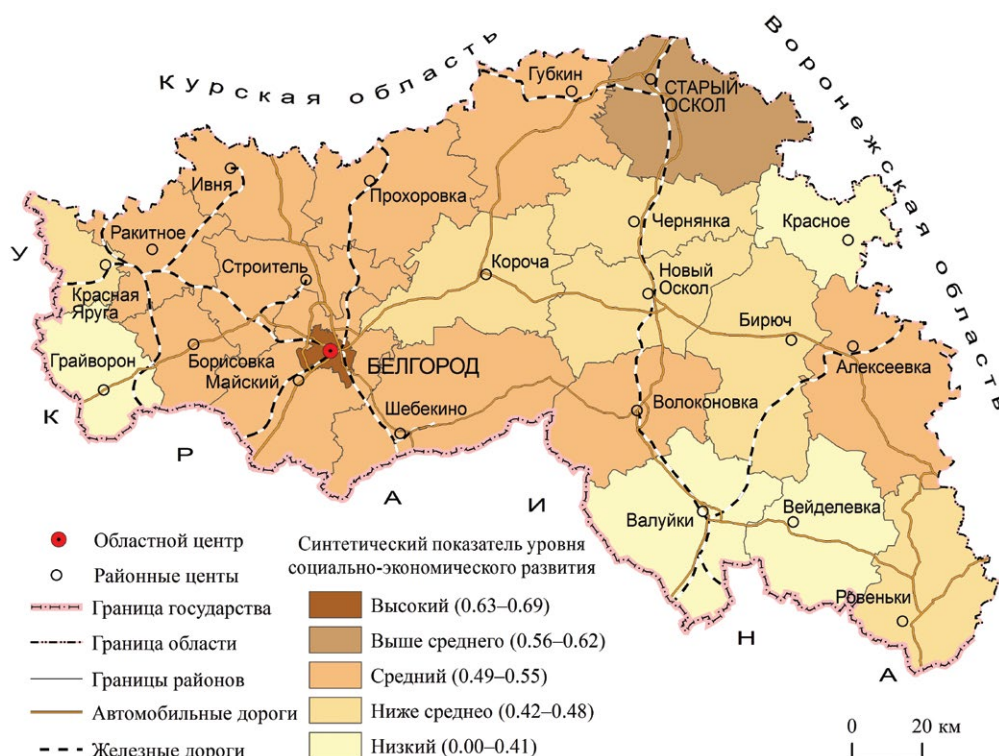 Курская область
Воронежская область
УКРАИНА
Губкин
СТАРЫЙ
ОСКОЛ
Ивня
Прохоровка
Ракитное
Чернянка
Красное
Строитель
Короча
Новый
Оскол
Красная
Яруга
Бирюч
Грайворон
Борисовка
Майский
БЕЛГОРОД
Алексеевка
Шебекино
Волоконовка
Валуйки
Вейделевка
Ровеньки
Областной центр
Районные центы
Граница государства
Граница области
Границы районов
Автомобильные дороги
Железные дороги
Синтетический показатель уровня
социально-экономического развития
Высокий (0.63–0.69)
Выше среднего (0.56–0.62)
Средний (0.49–0.55)
Ниже среднео (0.42–0.48)
Низкий (0.00–0.41)
0 20 км